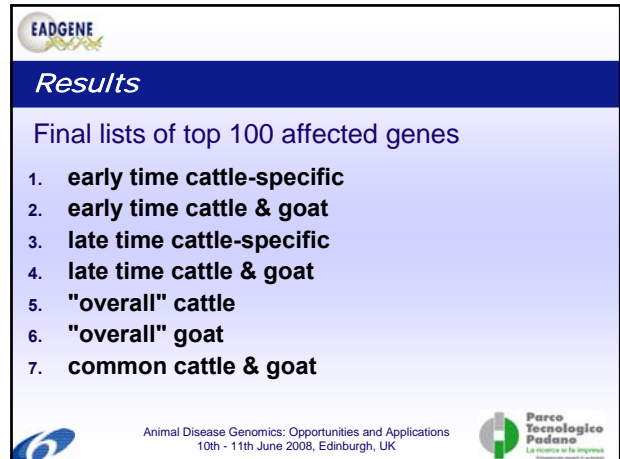 EADGENE
Results
Final lists of top 100 affected genes
1. early time cattle-specific
2. early time cattle & goat
3. late time cattle-specific
4. late time cattle & goat
5. "overall" cattle
6. "overall" goat
7. common cattle & goat
Animal Disease Genomics: Opportunities and Applications
10th - 11th June 2008, Edinburgh, UK
6
Parco
Tecnologico
Padano
La ricerca si fa impresa